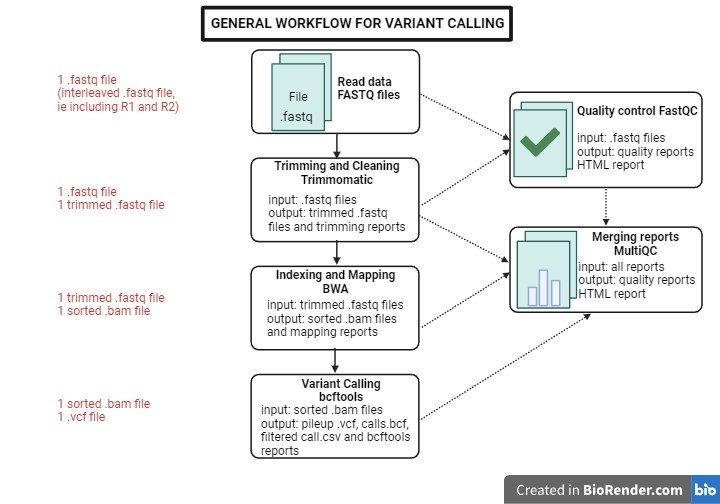 GENERAL WORKFLOW FOR VARIANT CALLING
1 .fastq file
(interleaved .fastq file,
ie including R1 and R2)
File
.fastq
Read data
FASTQ files
Quality control FastQC
input: .fastq files
output: quality reports
HTML report
1 .fastq file
1 trimmed .fastq file
Trimming and Cleaning
Trimmomatic
input: .fastq files
output: trimmed .fastq
files and trimming reports
Merging reports
MultiQC
input: all reports
output: quality reports
HTML report
1 trimmed .fastq file
1 sorted .bam file
Indexing and Mapping
BWA
input: trimmed .fastq files
output: sorted .bam files
and mapping reports
1 sorted .bam file
1 .vcf file
Variant Calling
bcftools
input: sorted .bam files
output: pileup .vcf, calls.bcf,
filtered call.csv and bcftools
reports
Created in BioRender.com bio